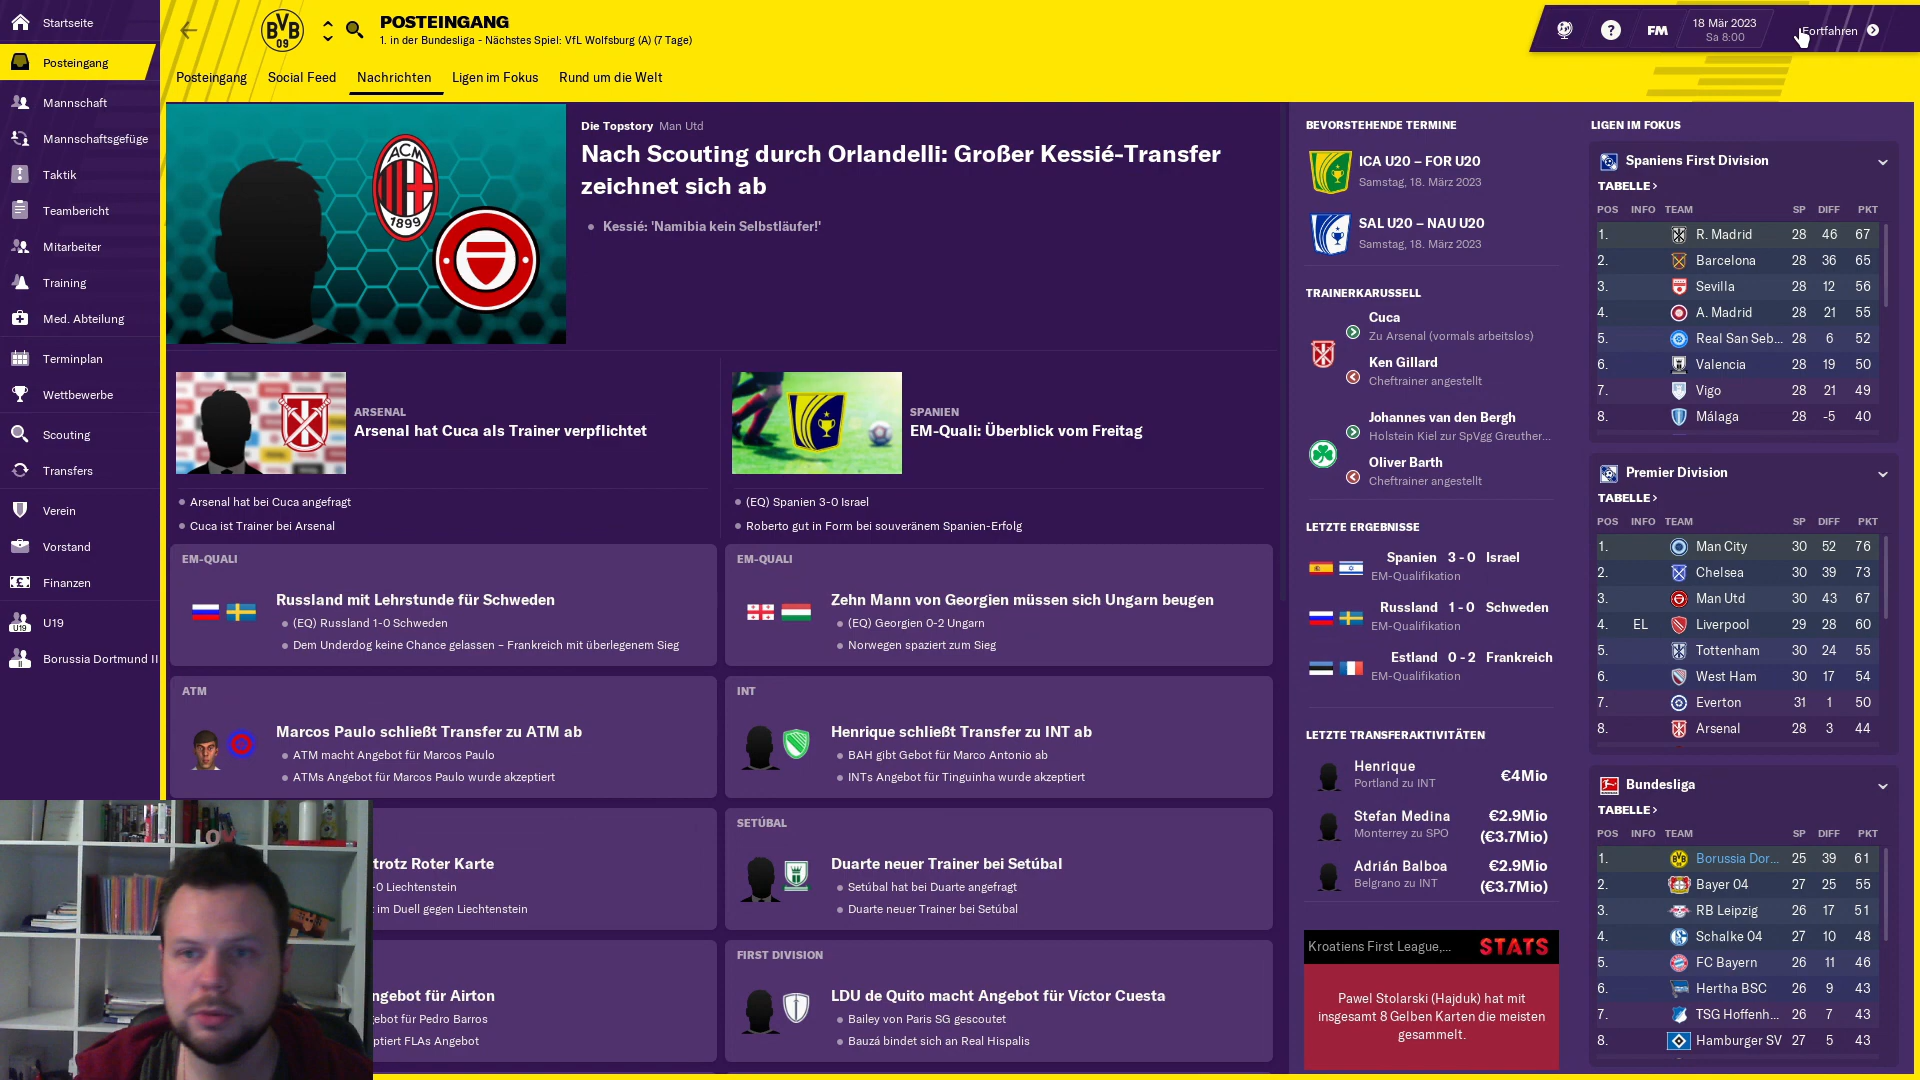 Startseite
Posteingang
Mannschaft
Mannschaftsgefüge
Taktik
Teambericht
Mitarbeiter
Training
Med. Abteilung
Terminplan
Wettbewerbe
Scouting
Transfers
Verein
Vorstand
Finanzen
U19
U19
Borussia Dortmund II
BVB
09
POSTEINGANG
1. in der Bundesliga - Nächstes Spiel: VfL Wolfsburg (A) (7 Tage)
?
FM
18 Mär 2023
Sa 8:00
Fortfahren
Posteingang
Social Feed
Nachrichten
Ligen im Fokus
Rund um die Welt
ACM
1899
Die Topstory Man Utd
Nach Scouting durch Orlandelli: Großer Kessié-Transfer
zeichnet sich ab
Kessié: 'Namibia kein Selbstläufer!'
ARSENAL
Arsenal hat Cuca als Trainer verpflichtet
Arsenal hat bei Cuca angefragt
Cuca ist Trainer bei Arsenal
SPANIEN
EM-Quali: Überblick vom Freitag
(EQ) Spanien 3-0 Israel
Roberto gut in Form bei souveränem Spanien-Erfolg
EM-QUALI
Russland mit Lehrstunde für Schweden
(EQ) Russland 1-0 Schweden
Dem Underdog keine Chance gelassen – Frankreich mit überlegenem Sieg
EM-QUALI
Zehn Mann von Georgien müssen sich Ungarn beugen
(EQ) Georgien 0-2 Ungarn
Norwegen spaziert zum Sieg
ATM
Marcos Paulo schließt Transfer zu ATM ab
ATM macht Angebot für Marcos Paulo
ATMs Angebot für Marcos Paulo wurde akzeptiert
INT
Henrique schließt Transfer zu INT ab
BAH gibt Gebot für Marco Antonio ab
INTs Angebot für Tinguinha wurde akzeptiert
trotz Roter Karte
-0 Liechtenstein
im Duell gegen Liechtenstein
SETÚBAL
Duarte neuer Trainer bei Setúbal
Setúbal hat bei Duarte angefragt
Duarte neuer Trainer bei Setúbal
ngebot für Airton
gebot für Pedro Barros
ptiert FLAs Angebot
FIRST DIVISION
LDU de Quito macht Angebot für Víctor Cuesta
Bailey von Paris SG gescoutet
Bauzá bindet sich an Real Hispalis
BEVORSTEHENDE TERMINE
ICA U20 – FOR U20
Samstag, 18. März 2023
SAL U20 – NAU U20
Samstag, 18. März 2023
TRAINERKARUSSELL
Cuca
Zu Arsenal (vormals arbeitslos)
Ken Gillard
Cheftrainer angestellt
Johannes van den Bergh
Holstein Kiel zur SpVgg Greuther...
Oliver Barth
Cheftrainer angestellt
LETZTE ERGEBNISSE
Spanien 3 - 0 Israel
EM-Qualifikation
Russland 1 - 0 Schweden
EM-Qualifikation
Estland 0 - 2 Frankreich
EM-Qualifikation
LETZTE TRANSFERAKTIVITÄTEN
Henrique
Portland zu INT
€4Mio
Stefan Medina
Monterrey zu SPO
€2.9Mio
(€3.7Mio)
Adrián Balboa
Belgrano zu INT
€2.9Mio
(€3.7Mio)
Kroatiens First League,... STATS
Pawel Stolarski (Hajduk) hat mit
insgesamt 8 Gelben Karten die meisten
gesammelt.
LIGEN IM FOKUS
Spaniens First Division
TABELLE ›
POS INFO TEAM SP DIFF PKT
1. R. Madrid 28 46 67
2. Barcelona 28 36 65
3. Sevilla 28 12 56
4. A. Madrid 28 21 55
5. Real San Seb... 28 6 52
6. Valencia 28 19 50
7. Vigo 28 21 49
8. Málaga 28 -5 40
Premier Division
TABELLE ›
POS INFO TEAM SP DIFF PKT
1. Man City 30 52 76
2. Chelsea 30 39 73
3. Man Utd 30 43 67
4. EL Liverpool 29 28 60
5. Tottenham 30 24 55
6. West Ham 30 17 54
7. Everton 31 1 50
8. Arsenal 28 3 44
Bundesliga
TABELLE ›
POS INFO TEAM SP DIFF PKT
1. Borussia Dor... 25 39 61
2. Bayer 04 27 25 55
3. RB Leipzig 26 17 51
4. Schalke 04 27 10 48
5. FC Bayern 26 11 46
6. Hertha BSC 26 9 43
7. TSG Hoffenh... 26 7 43
8. Hamburger SV 27 5 43